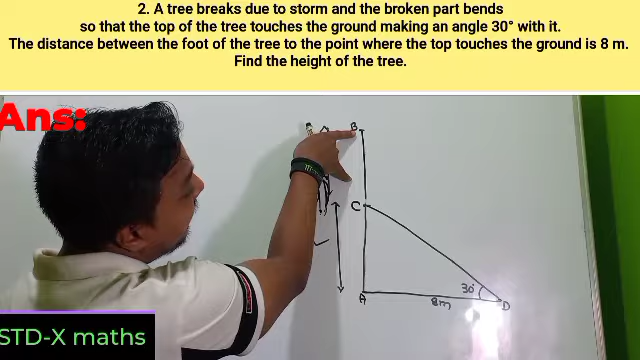 2. A tree breaks due to storm and the broken part bends
so that the top of the tree touches the ground making an angle 30° with it.
The distance between the foot of the tree to the point where the top touches the ground is 8 m.
Find the height of the tree.
Ans:
B
C
30°
A
8m
D
STD-X maths